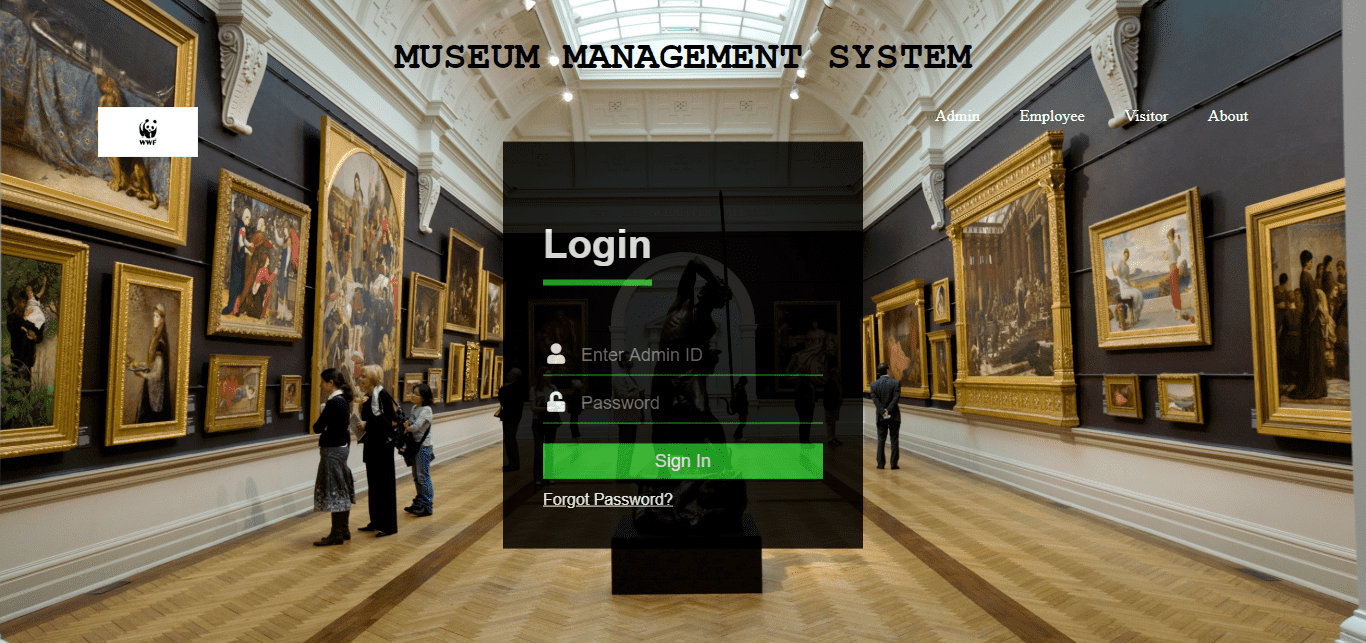 MUSEUM MANAGEMENT SYSTEM
WWF
Admin Employee Visitor About
Login
Enter Admin ID
Password
Sign In
Forgot Password?